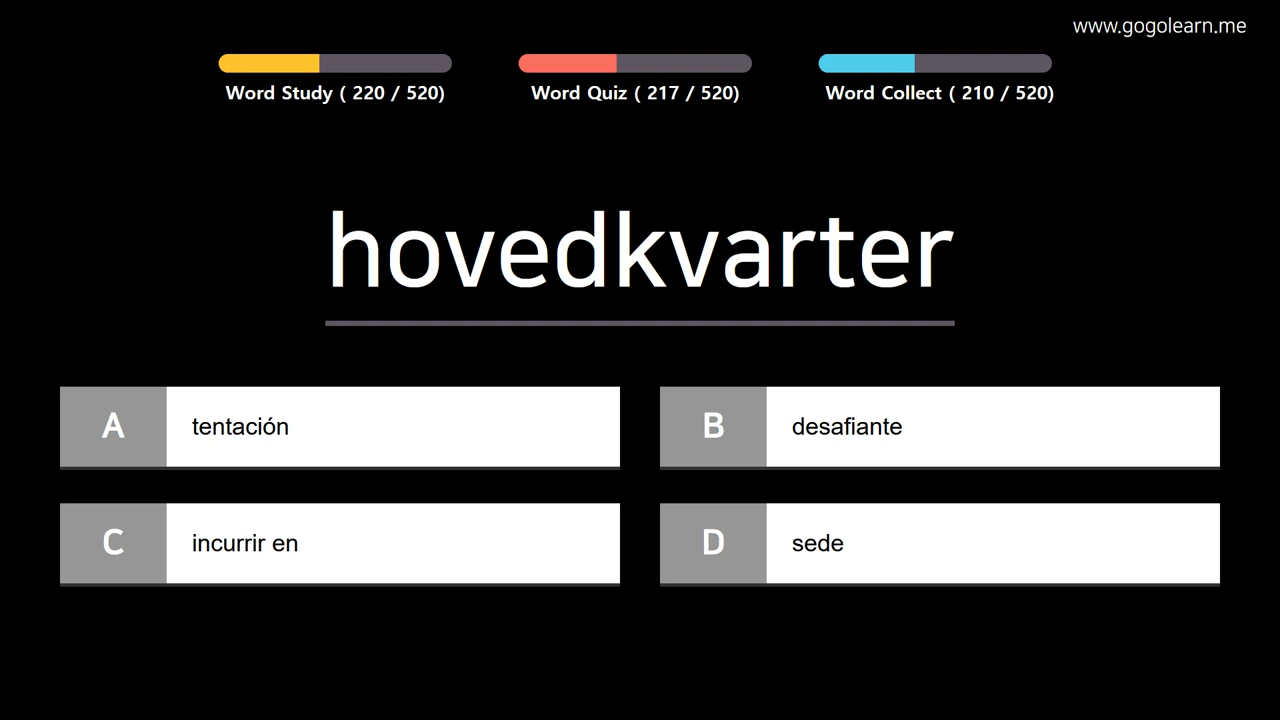 www.gogolearn.me
Word Study ( 220 / 520)
Word Quiz ( 217 / 520)
Word Collect ( 210 / 520)
hovedkvarter
A tentación
B desafiante
C incurrir en
D sede